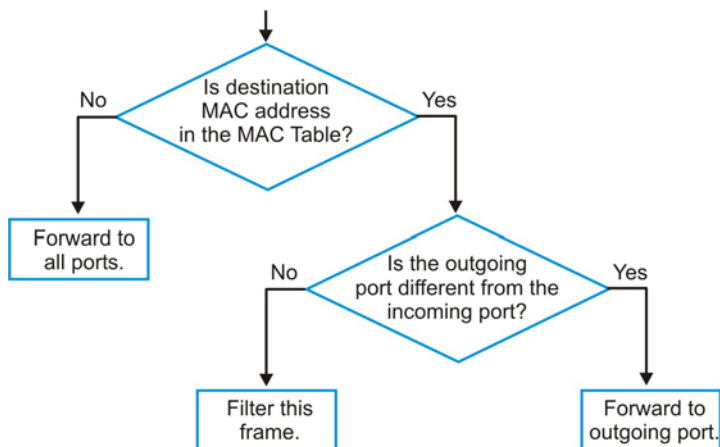 Is destination
MAC address
in the MAC Table?
No
Yes
Forward to
all ports.
Is the outgoing
port different from the
incoming port?
No
Yes
Filter this
frame.
Forward to
outgoing port.